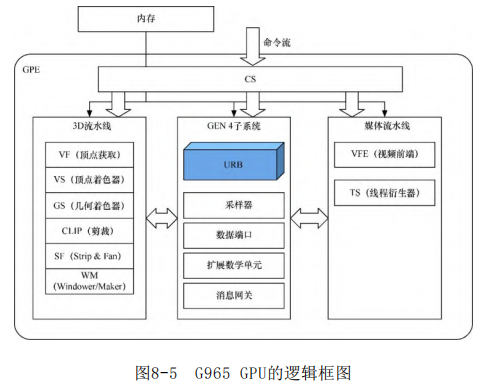 内存
命令流
GPE
CS
3D流水线
VF（顶点获取）
VS（顶点着色器）
GS（几何着色器）
CLIP（剪裁）
SF（Strip & Fan）
WM
(Windower/Maker)
GEN 4子系统
URB
采样器
数据端口
扩展数学单元
消息网关
媒体流水线
VFE（视频前端）
TS（线程衍生器）
图8-5 G965 GPU的逻辑框图